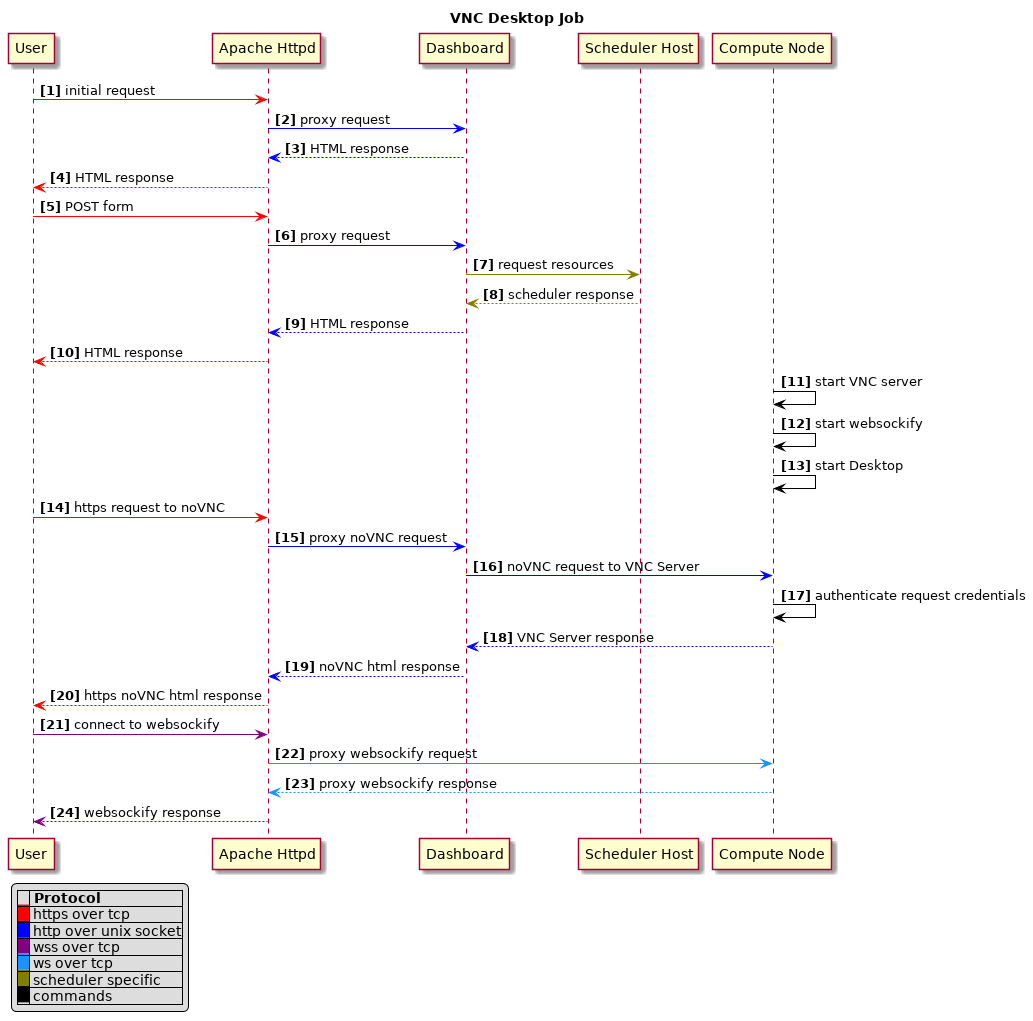 VNC Desktop Job
User Apache Httpd Dashboard Scheduler Host Compute Node
[1] initial request
[2] proxy request
[3] HTML response
[4] HTML response
[5] POST form
[6] proxy request
[7] request resources
[8] scheduler response
[9] HTML response
[10] HTML response
[11] start VNC server
[12] start websockify
[13] start Desktop
[14] https request to noVNC
[15] proxy noVNC request
[16] noVNC request to VNC Server
[17] authenticate request credentials
[18] VNC Server response
[19] noVNC html response
[20] https noVNC html response
[21] connect to websockify
[22] proxy websockify request
[23] proxy websockify response
[24] websockify response
User Apache Httpd Dashboard Scheduler Host Compute Node
Protocol
https over tcp
http over unix socket
wss over tcp
ws over tcp
scheduler specific
commands